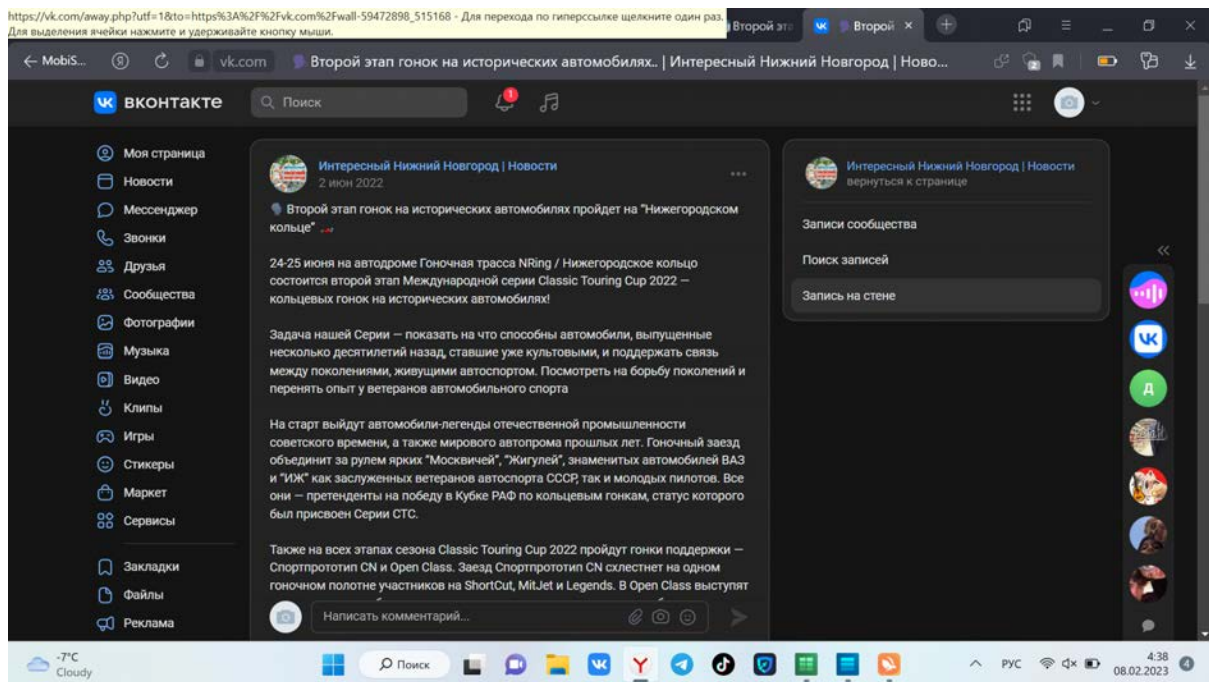 https://vk.com/away.php?utf=1&to=https%3A%2F%2Fvk.com%2Fwall-59472898_515168 - Для перехода по гиперссылке щелкните один раз.
Для выделения ячейки нажмите и удерживайте кнопку мыши.
Второй эта
Второй
← MobiS...
vk.com
Второй этап гонок на исторических автомобилях.. | Интересный Нижний Новгород | Ново...
2
вконтакте
Поиск
1
Моя страница
Новости
Мессенджер
Звонки
Друзья
Сообщества
Фотографии
Музыка
Видео
Клипы
Игры
Стикеры
Маркет
Сервисы
Закладки
Файлы
Реклама
Интересный Нижний Новгород | Новости
2 июн 2022
Второй этап гонок на исторических автомобилях пройдет на "Нижегородском
кольце"
24-25 июня на автодроме Гоночная трасса NRing / Нижегородское кольцо
состоится второй этап Международной серии Classic Touring Cup 2022 —
кольцевых гонок на исторических автомобилях!
Задача нашей Серии — показать на что способны автомобили, выпущенные
несколько десятилетий назад, ставшие уже культовыми, и поддержать связь
между поколениями, живущими автоспортом. Посмотреть на борьбу поколений и
перенять опыт у ветеранов автомобильного спорта
На старт выйдут автомобили-легенды отечественной промышленности
советского времени, а также мирового автопрома прошлых лет. Гоночный заезд
объединит за рулем ярких "Москвичей", "Жигулей", знаменитых автомобилей ВАЗ
и "ИЖ" как заслуженных ветеранов автоспорта СССР, так и молодых пилотов. Все
они — претенденты на победу в Кубке РАФ по кольцевым гонкам, статус которого
был присвоен Серии СТС.
Также на всех этапах сезона Classic Touring Cup 2022 пройдут гонки поддержки —
Спортпрототип CN и Open Class. Заезд Спортпрототип CN схлестнет на одном
гоночном полотне участников на ShortCut, MitJet и Legends. В Open Class выступят
Написать комментарий...
Интересный Нижний Новгород | Новости
вернуться к странице
Записи сообщества
Поиск записей
Запись на стене
Д
-7°C
Cloudy
Поиск
РУС
4:38
08.02.2023
4